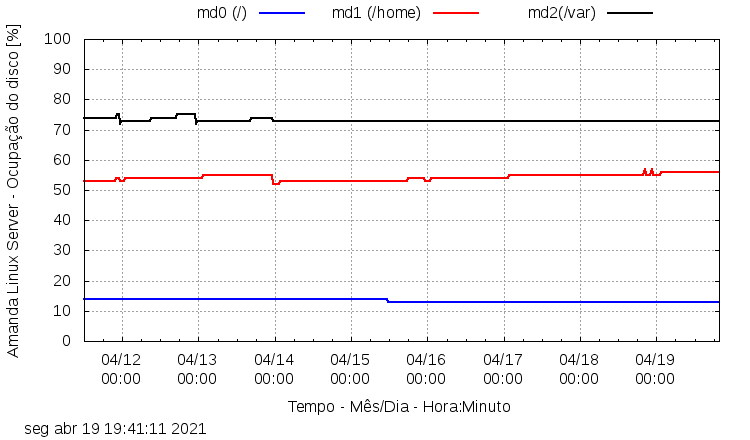 md0 (/) md1 (/home) md2(/var)
Amanda Linux Server - Ocupação do disco [%]
100
90
80
70
60
50
40
30
20
10
0
04/12 04/13 04/14 04/15 04/16 04/17 04/18 04/19
00:00 00:00 00:00 00:00 00:00 00:00 00:00 00:00
Tempo - Mês/Dia - Hora:Minuto
seg abr 19 19:41:11 2021